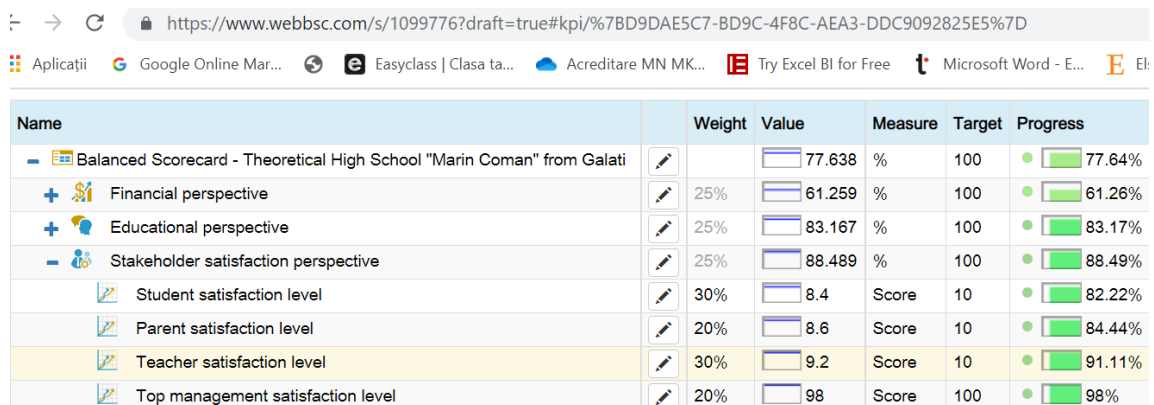 https://www.webbsc.com/s/1099776?draft=true#kpi/%7BD9DAE5C7-BD9C-4F8C-AEA3-DDC9092825E5%7D
Aplicații Google Online Mar... Easyclass | Clasa ta... Acreditare MN MK... Try Excel BI for Free Microsoft Word - E... Els
Name Weight Value Measure Target Progress
Balanced Scorecard - Theoretical High School "Marin Coman" from Galati 77.638 % 100 77.64%
Financial perspective 25% 61.259 % 100 61.26%
Educational perspective 25% 83.167 % 100 83.17%
Stakeholder satisfaction perspective 25% 88.489 % 100 88.49%
Student satisfaction level 30% 8.4 Score 10 82.22%
Parent satisfaction level 20% 8.6 Score 10 84.44%
Teacher satisfaction level 30% 9.2 Score 10 91.11%
Top management satisfaction level 20% 98 Score 100 98%